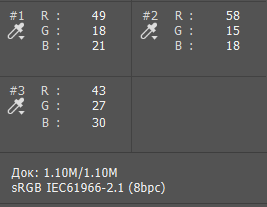 #1 R : 49 #2 R : 58
G : 18 G : 15
B : 21 B : 18
#3 R : 43
G : 27
B : 30
Док: 1.10M/1.10M
sRGB IEC61966-2.1 (8bpc)